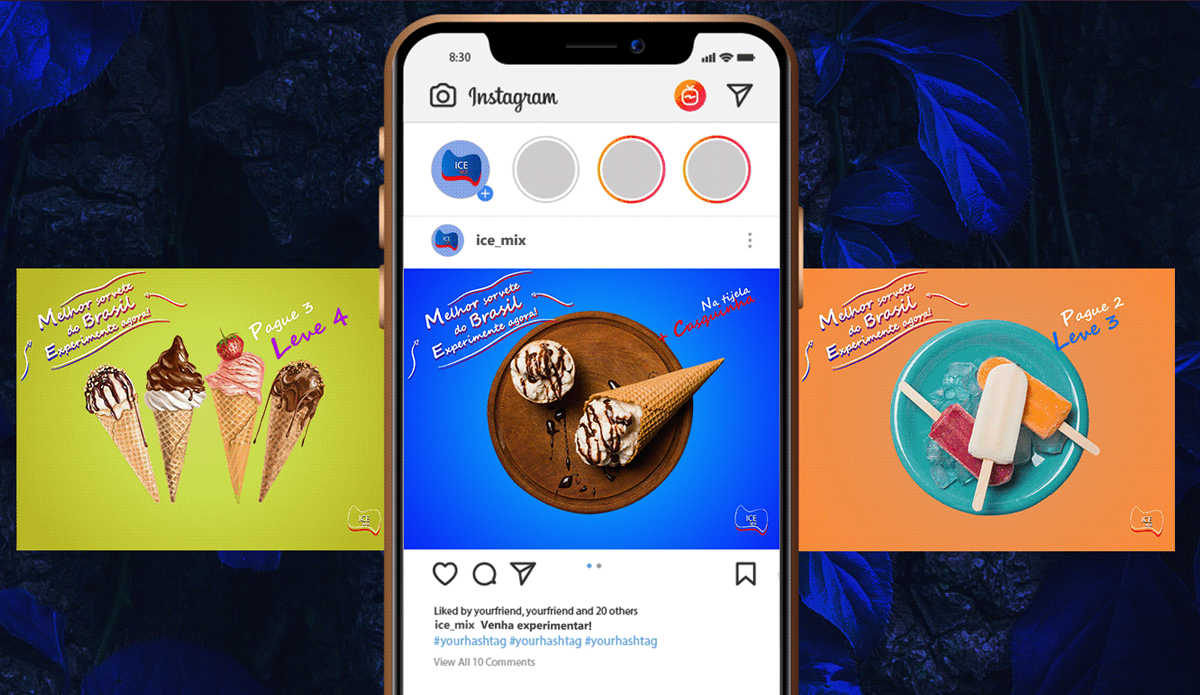 8:30
Instagram
ICE
ice_mix
Melhor sorvete
do Brasil
Experimente agora!
Pague 3
Leve 4
ICE
Melhor sorvete
do Brasil
Experimente agora!
Na tijela
+ Casquinha
ICE
Melhor sorvete
do Brasil
Experimente agora!
Pague 2
Leve 3
ICE
Liked by yourfriend, yourfriend and 20 others
ice_mix Venha experimentar!
#yourhashtag #yourhashtag #yourhashtag
View All 10 Comments